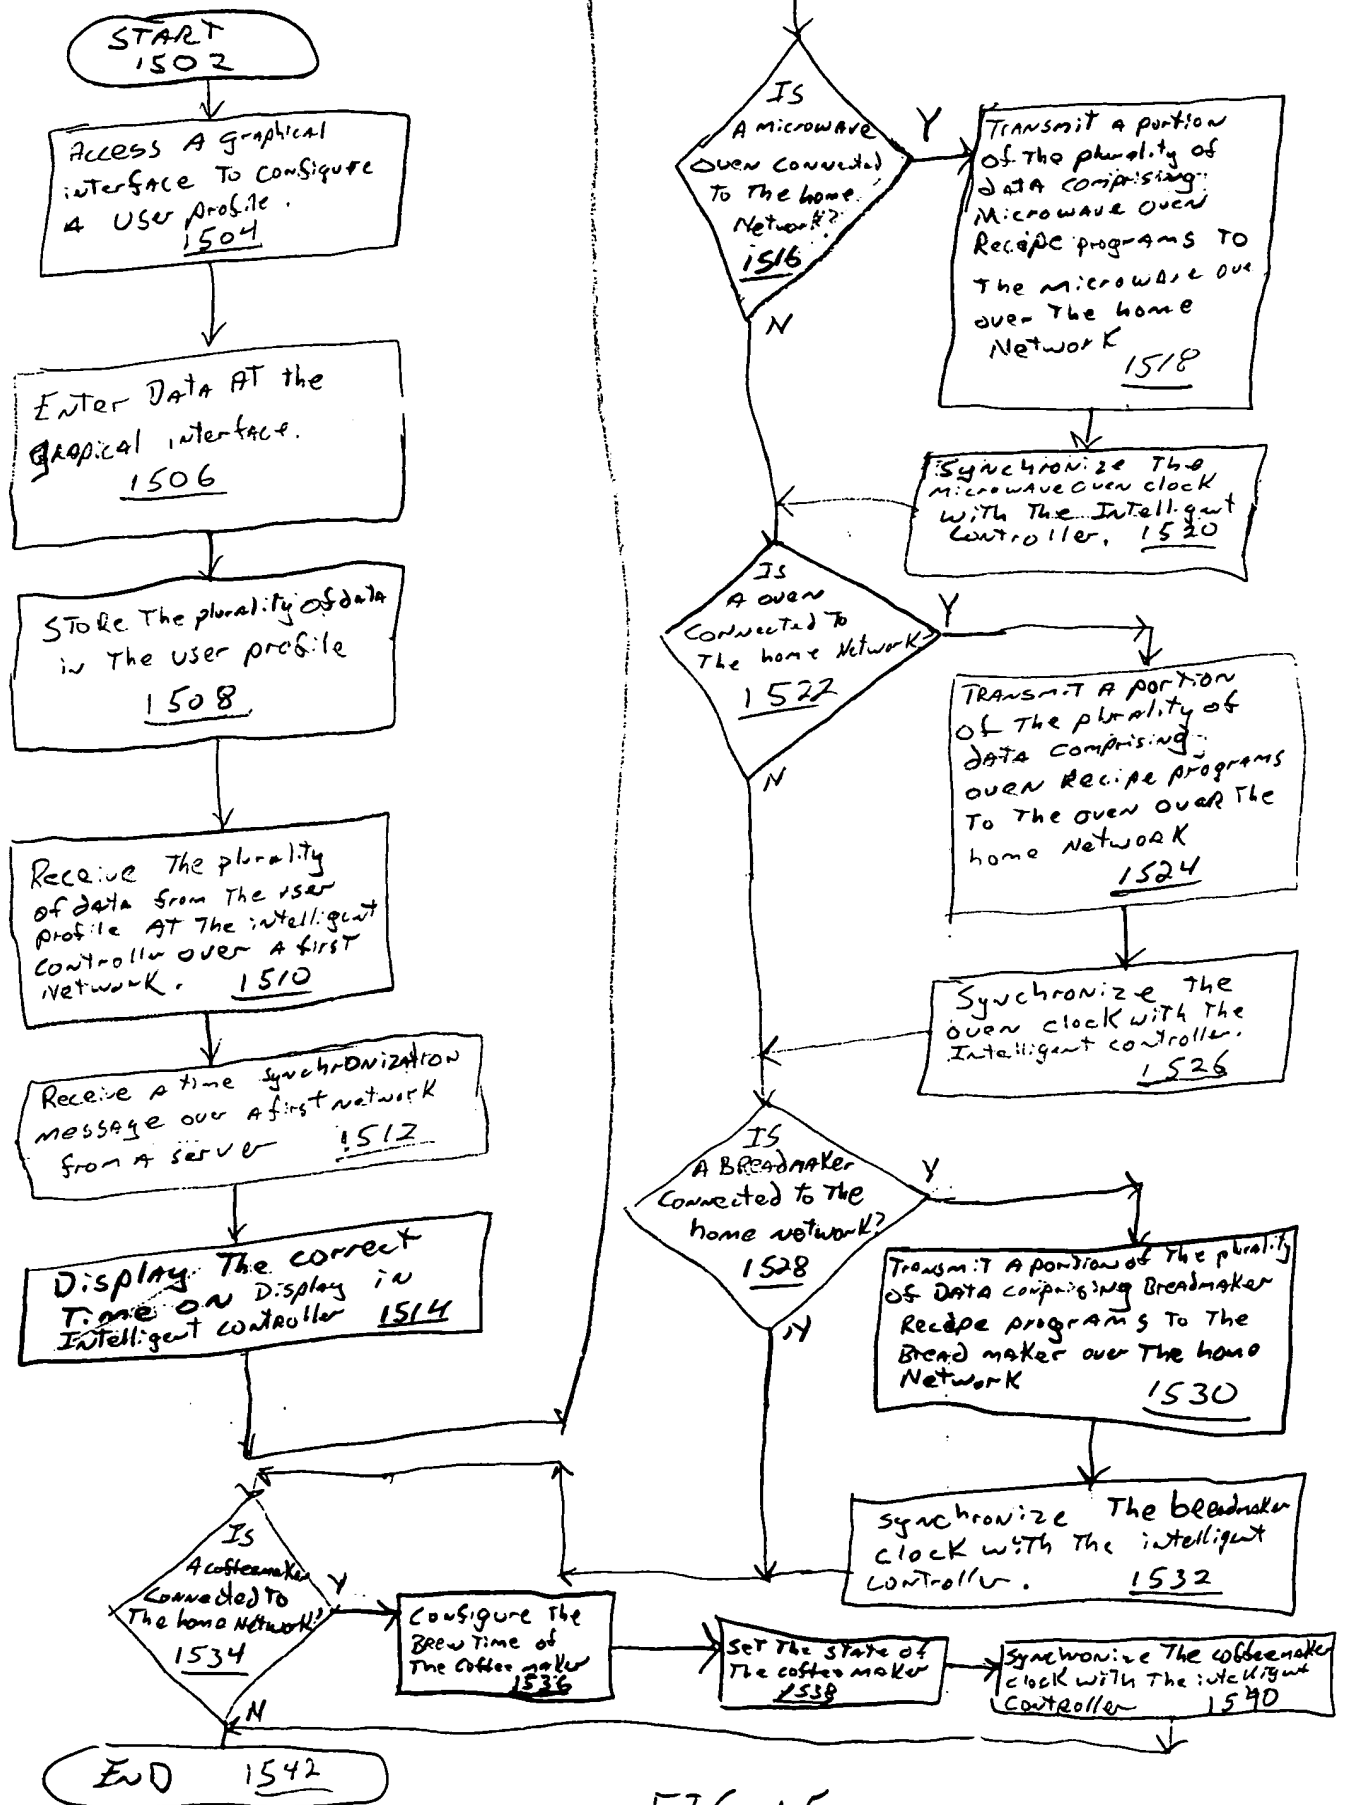 START
1502
Access A graphical
interface To configure
A User profile.
1504
Enter Data At the
grapical interface.
1506
Store The plurality of data
in The user profile
1508
Receive The plurality
of data from The user
profile At The intelligent
Controllr over A first
Network. 1510
Receive A time synchronization
message over A first network
from A server 1512
Display The correct
Time on Display in
Intelligent controller 1514
Is
A microwave
oven connected
To The home
Network?
1516
Y
N
Transmit A portion
of The plurality of
data comprising
Microwave oven
Recipe programs To
The microwave ove
over The home
Network
1518
Synchronize The
microwave oven clock
with The Intelligent
Controller. 1520
Is
A oven
Connected To
The home Network
1522
Y
N
Transmit A portion
of The plurality of
data comprising
oven Recipe programs
To The oven over The
home Network
1524
Synchronize The
oven clock with The
Intelligent controller.
1526
Is
A Breadmaker
Connected To The
home network?
1528
Y
N
Transmit A portion of The plurality
of Data comprising Breadmaker
Recipe programs To The
Bread maker over The home
Network
1530
Synchronize The breadmaker
clock with The intelligent
Controller. 1532
Is
A coffeemaker
Connected To
The home Network?
1534
Y
N
Configure The
Brew Time of
The Coffee maker
1536
Set The state of
The coffee maker
1538
Synchronize The coffeemaker
clock with The intelligent
Controller 1540
END 1542
FIG. 15